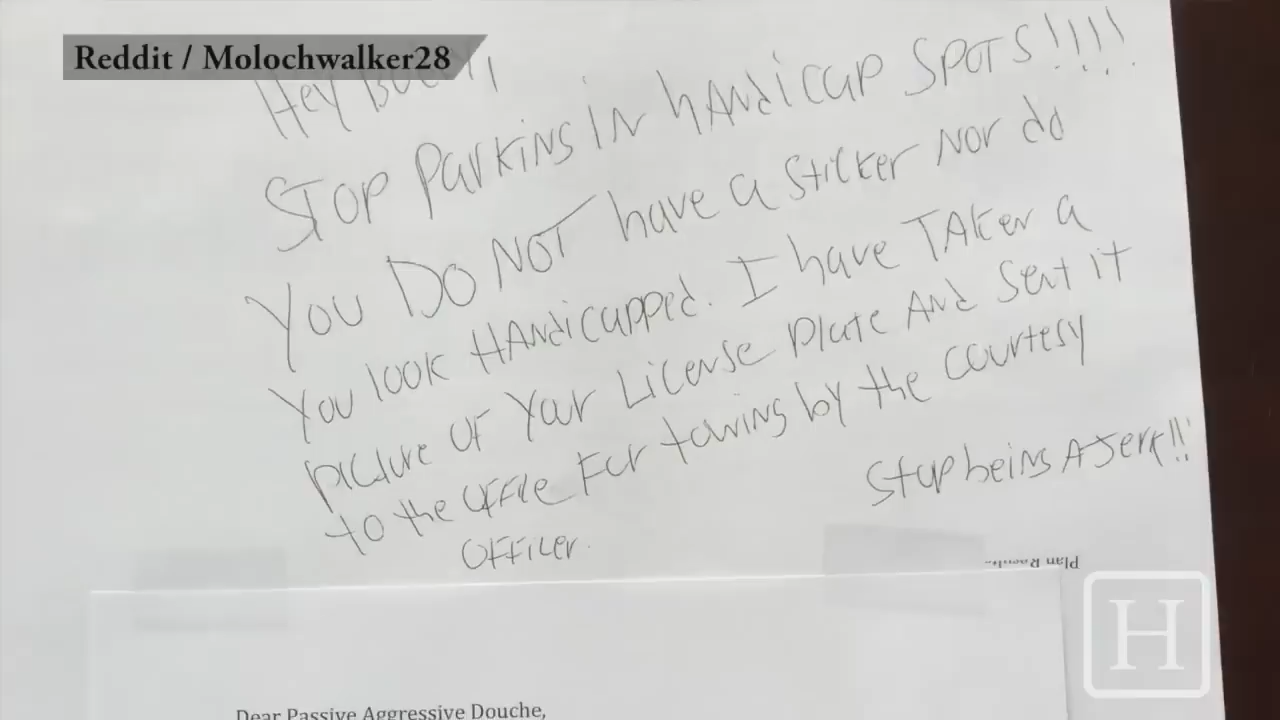 Reddit / Molochwalker28
Hey
STOP Parking IN hANdicap SPOTS!!!!
You DO NOT have a sticker Nor do
You look HANdicapped. I have TAKen a
picture OF Your License Plate ANd Sent it
to the OFFice For towing by the courtesy
OFFicer.
Stop being A Jerk!!
Plan
H
Dear Passive Aggressive Douche,